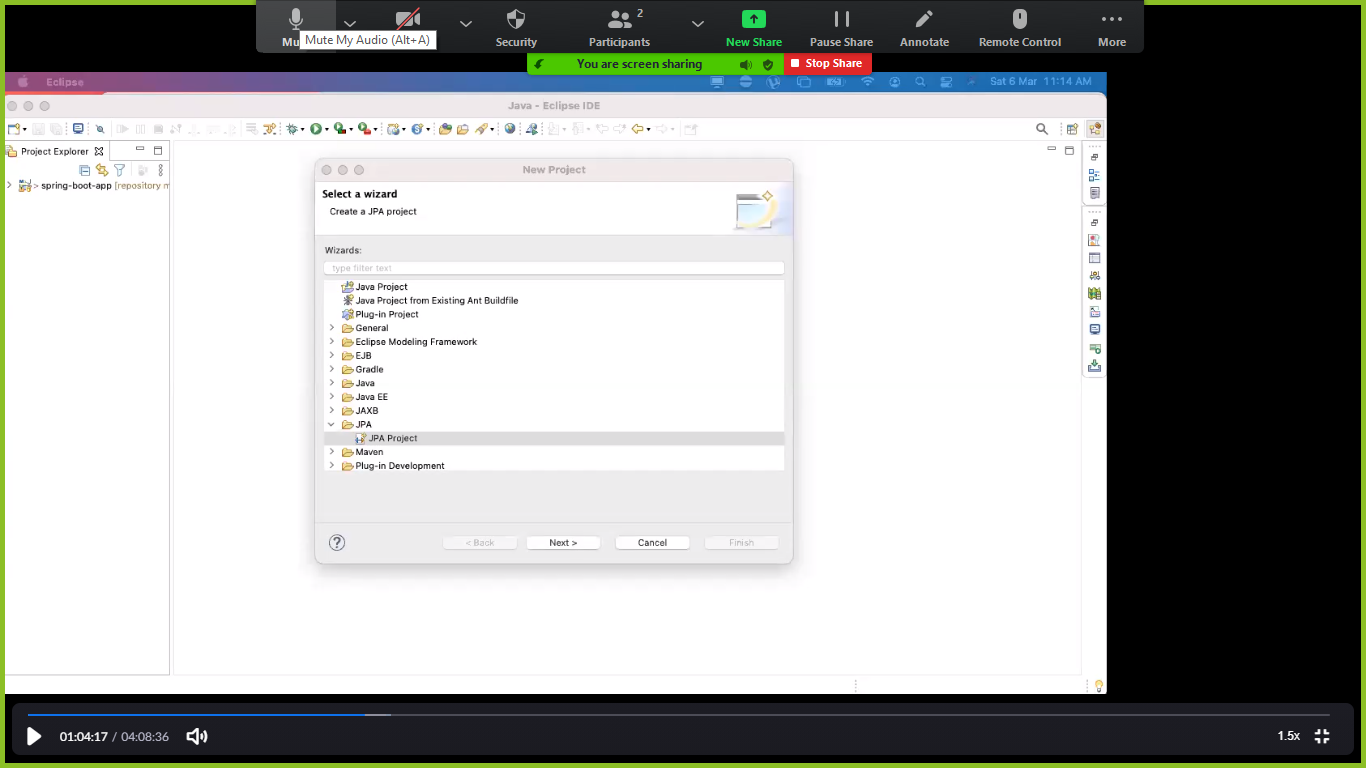 2
Mu
Mute My Audio (Alt+A)
Security
Participants
New Share
Pause Share
Annotate
Remote Control
More
You are screen sharing
Stop Share
Eclipse
Sat 6 Mar 11:14 AM
Java - Eclipse IDE
Project Explorer
> spring-boot-app [repository m
New Project
Select a wizard
Create a JPA project
Wizards:
type filter text
Java Project
Java Project from Existing Ant Buildfile
Plug-in Project
General
Eclipse Modeling Framework
EJB
Gradle
Java
Java EE
JAXB
JPA
JPA Project
Maven
Plug-in Development
< Back
Next >
Cancel
Finish
01:04:17 / 04:08:36
1.5x